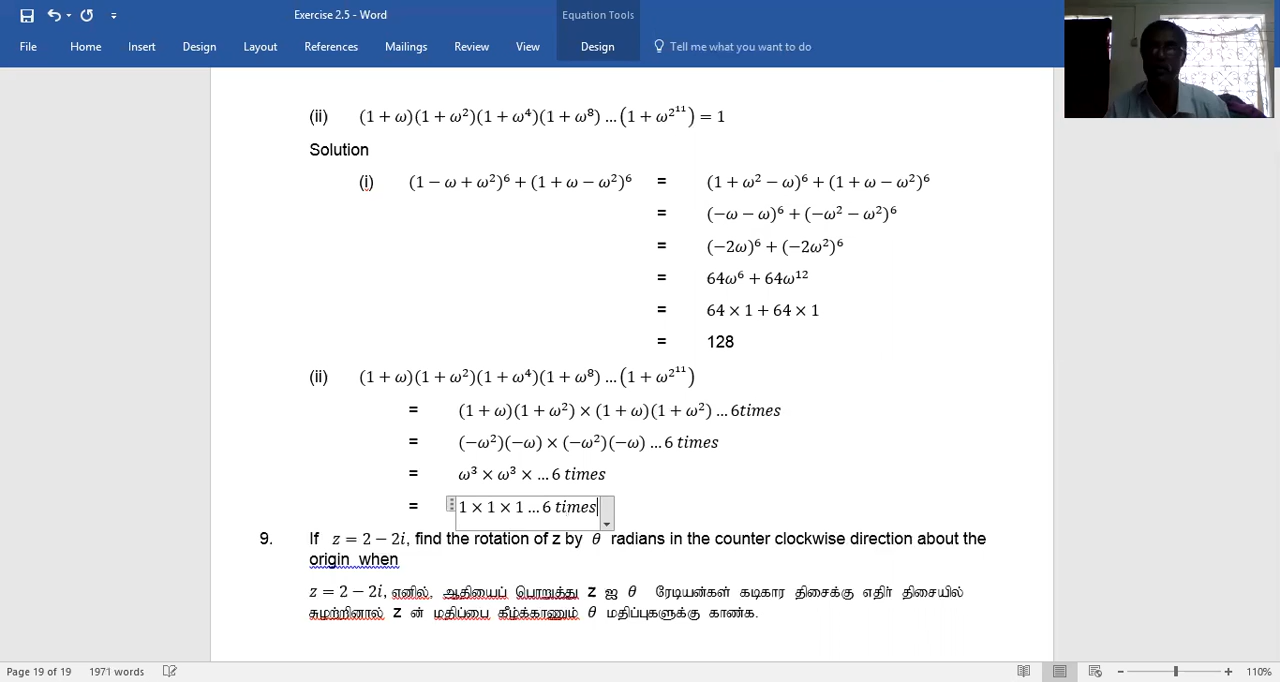 Exercise 2.5 - Word
Equation Tools
File Home Insert Design Layout References Mailings Review View Design Tell me what you want to do
(ii) (1 + ω)(1 + ω²)(1 + ω⁴)(1 + ω⁸) …(1 + ω^{2^{11}}) = 1
Solution
(i) (1 − ω + ω²)⁶ + (1 + ω − ω²)⁶ = (1 + ω² − ω)⁶ + (1 + ω − ω²)⁶
= (−ω − ω)⁶ + (−ω² − ω²)⁶
= (−2ω)⁶ + (−2ω²)⁶
= 64ω⁶ + 64ω¹²
= 64 × 1 + 64 × 1
= 128
(ii) (1 + ω)(1 + ω²)(1 + ω⁴)(1 + ω⁸) …(1 + ω^{2^{11}})
= (1 + ω)(1 + ω²) × (1 + ω)(1 + ω²) … 6times
= (−ω²)(−ω) × (−ω²)(−ω) … 6 times
= ω³ × ω³ × … 6 times
= 1 × 1 × 1 … 6 times
9. If z = 2 − 2i, find the rotation of z by θ radians in the counter clockwise direction about the
origin when
z = 2 − 2i, எனில், ஆதியைப் பொறுத்து z ஐ θ ரேடியன்கள் கடிகார திசைக்கு எதிர் திசையில்
சுழற்றினால் z ன் மதிப்பை கீழ்க்காணும் θ மதிப்புகளுக்கு காண்க.
Page 19 of 19 1971 words 110%